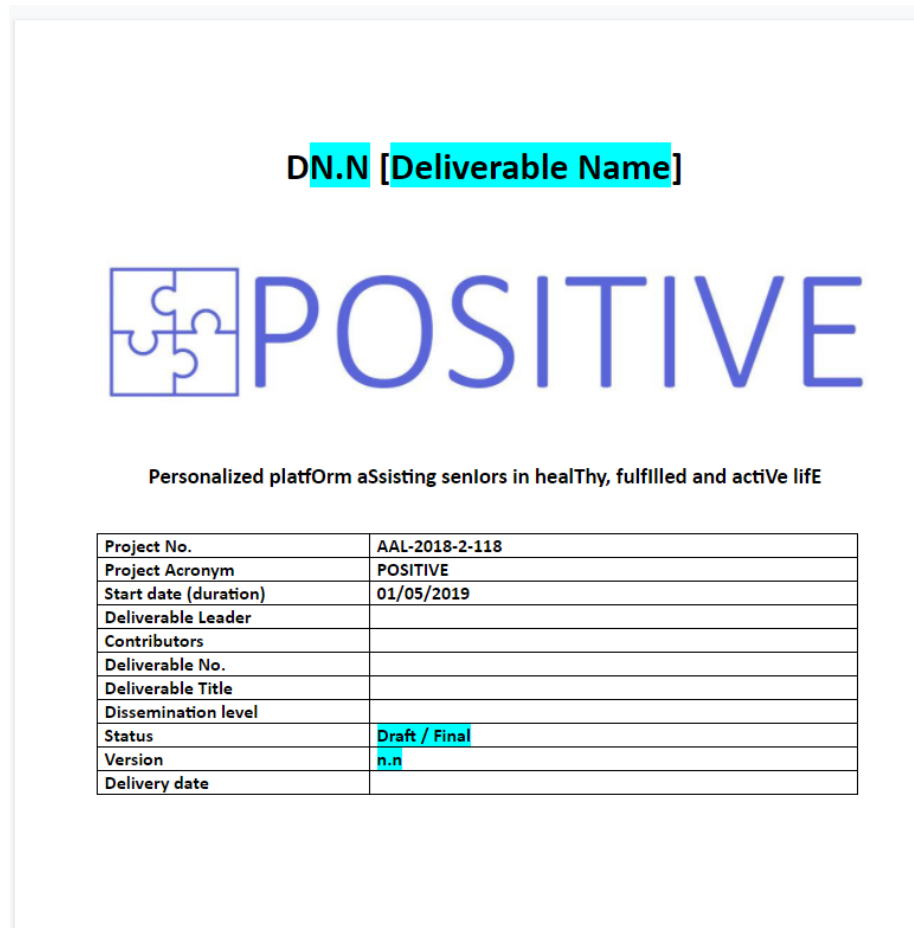 DN.N [Deliverable Name]
POSITIVE
Personalized platfOrm aSsisting senIors in healThy, fulfIlled and actiVe lifE
Project No. AAL-2018-2-118
Project Acronym POSITIVE
Start date (duration) 01/05/2019
Deliverable Leader
Contributors
Deliverable No.
Deliverable Title
Dissemination level
Status Draft / Final
Version n.n
Delivery date